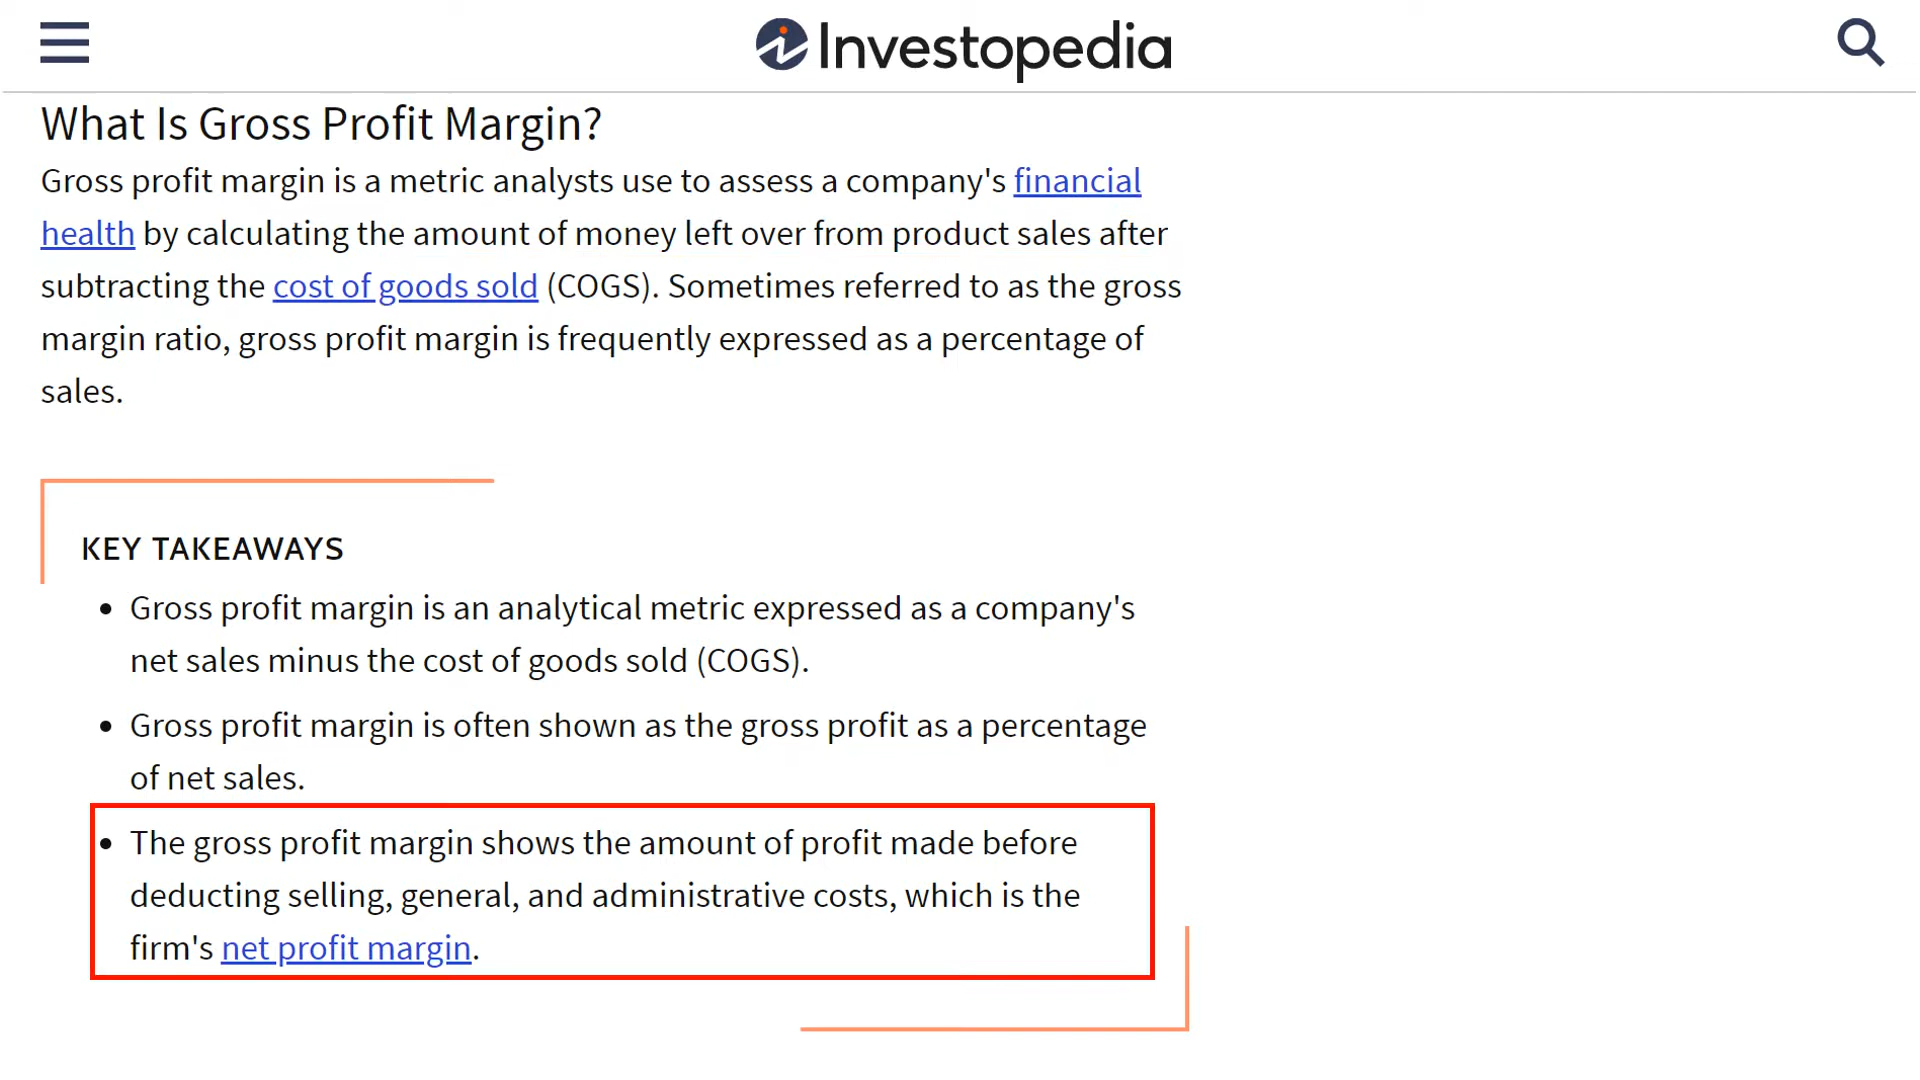 Investopedia
What Is Gross Profit Margin?
Gross profit margin is a metric analysts use to assess a company's financial
health by calculating the amount of money left over from product sales after
subtracting the cost of goods sold (COGS). Sometimes referred to as the gross
margin ratio, gross profit margin is frequently expressed as a percentage of
sales.
KEY TAKEAWAYS
• Gross profit margin is an analytical metric expressed as a company's
net sales minus the cost of goods sold (COGS).
• Gross profit margin is often shown as the gross profit as a percentage
of net sales.
• The gross profit margin shows the amount of profit made before
deducting selling, general, and administrative costs, which is the
firm's net profit margin.